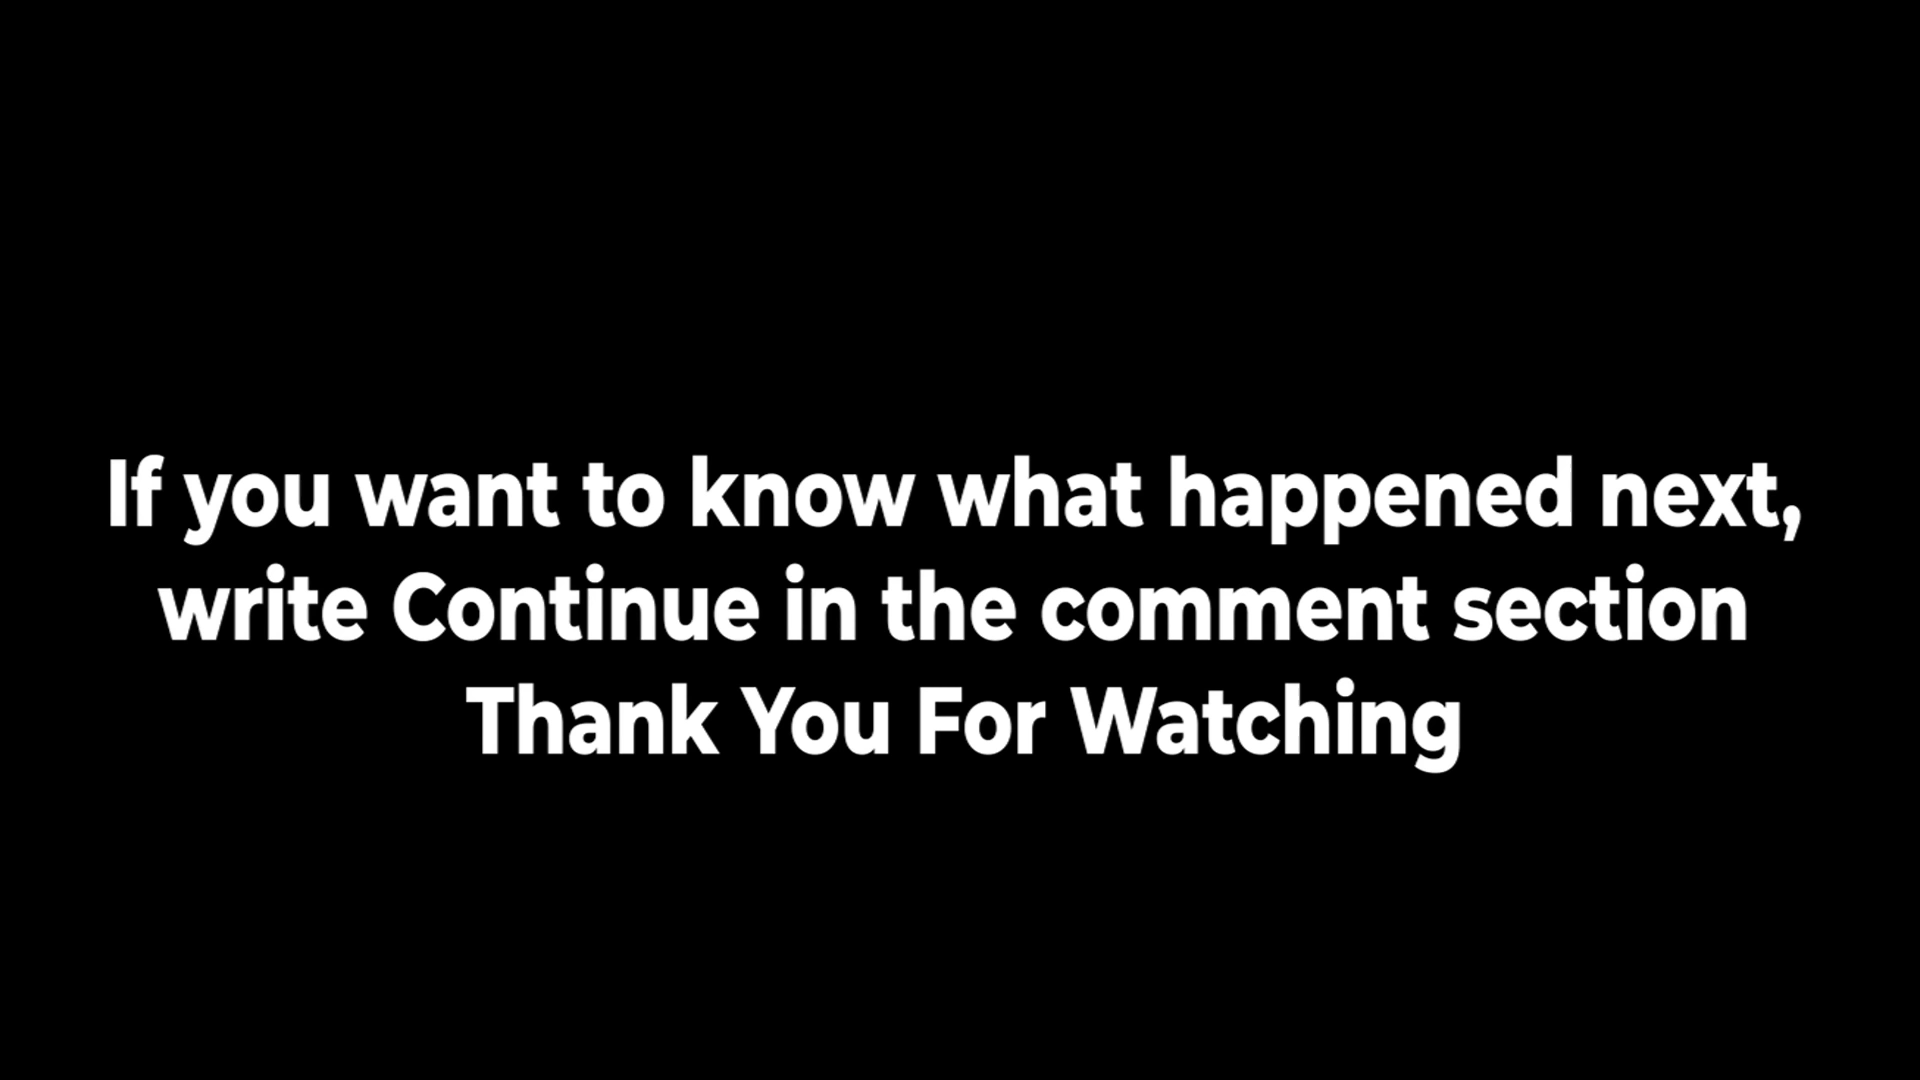 If you want to know what happened next,
write Continue in the comment section
Thank You For Watching